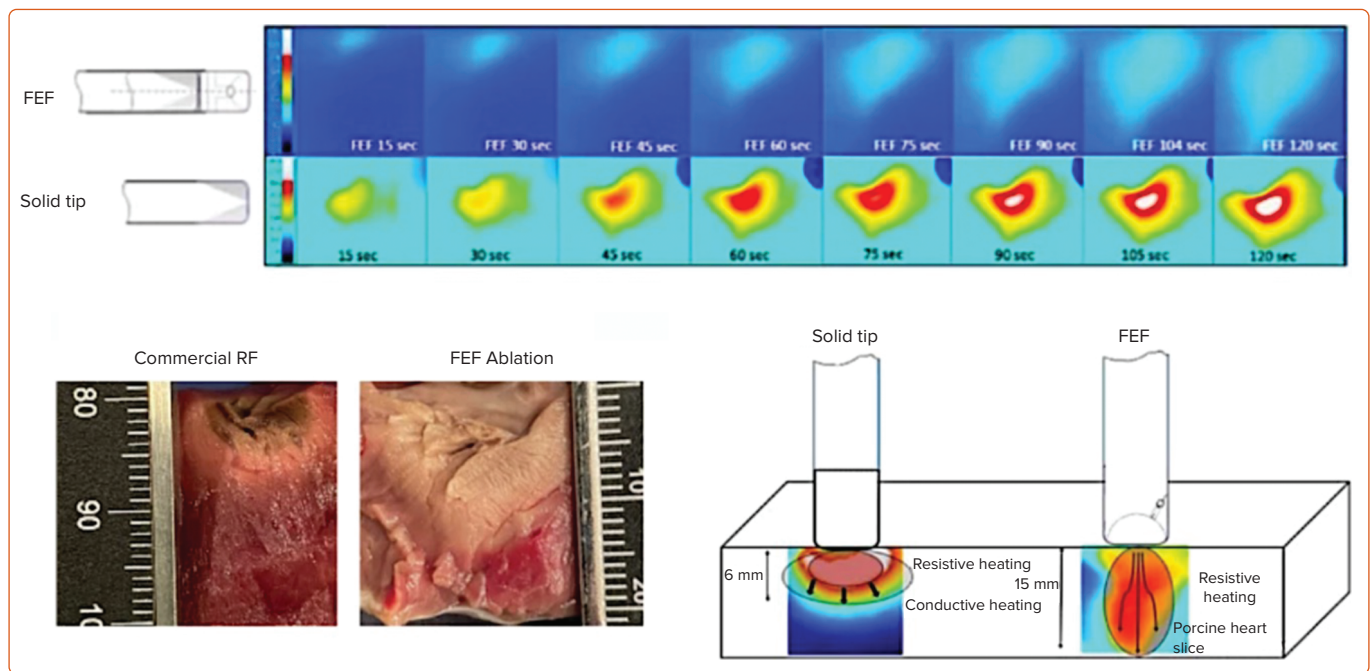 FEF
FEF 15 sec
FEF 30 sec
FEF 45 sec
FEF 60 sec
FEF 75 sec
FEF 90 sec
FEF 104 sec
FEF 120 sec
Solid tip
15 sec
30 sec
45 sec
60 sec
75 sec
90 sec
105 sec
120 sec
Commercial RF
FEF Ablation
80
90
10
10
20
Solid tip
FEF
6 mm
Resistive heating
Conductive heating
15 mm
Resistive
heating
Porcine heart
slice